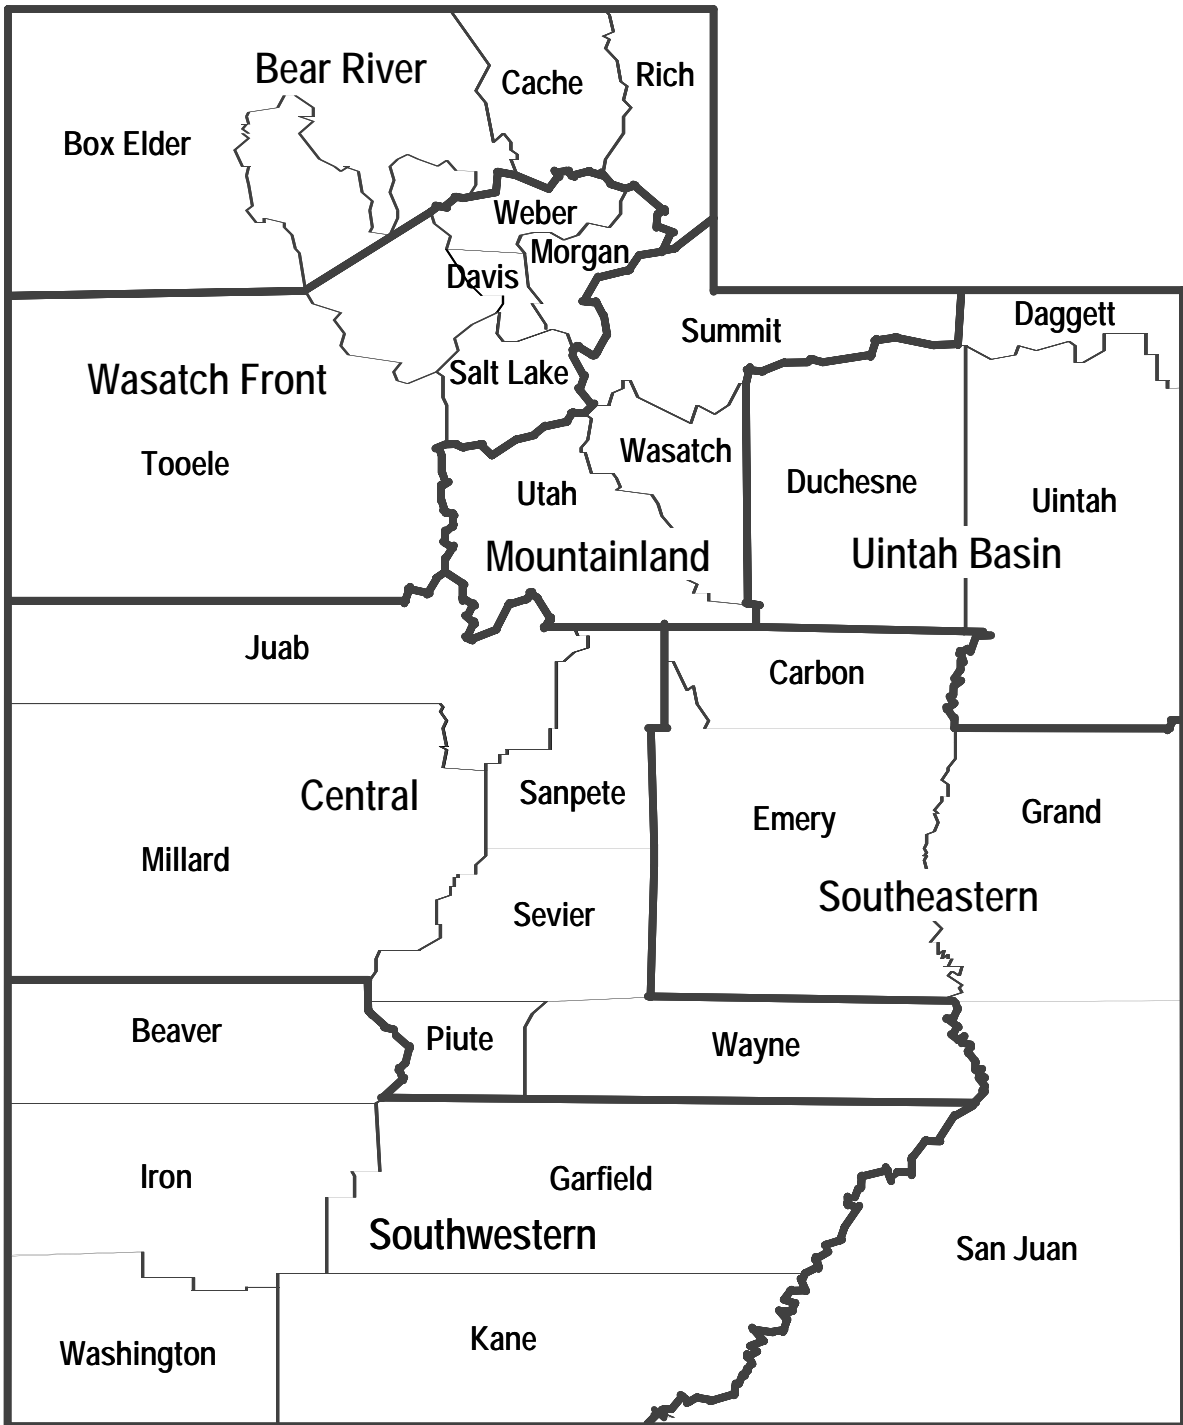 Bear River
Cache
Rich
Box Elder
Weber
Morgan
Davis
Daggett
Summit
Wasatch Front
Salt Lake
Wasatch
Tooele
Duchesne
Utah
Uintah
Mountainland
Uintah Basin
Juab
Carbon
Central
Sanpete
Emery
Grand
Millard
Southeastern
Sevier
Beaver
Piute
Wayne
Iron
Garfield
Southwestern
San Juan
Kane
Washington